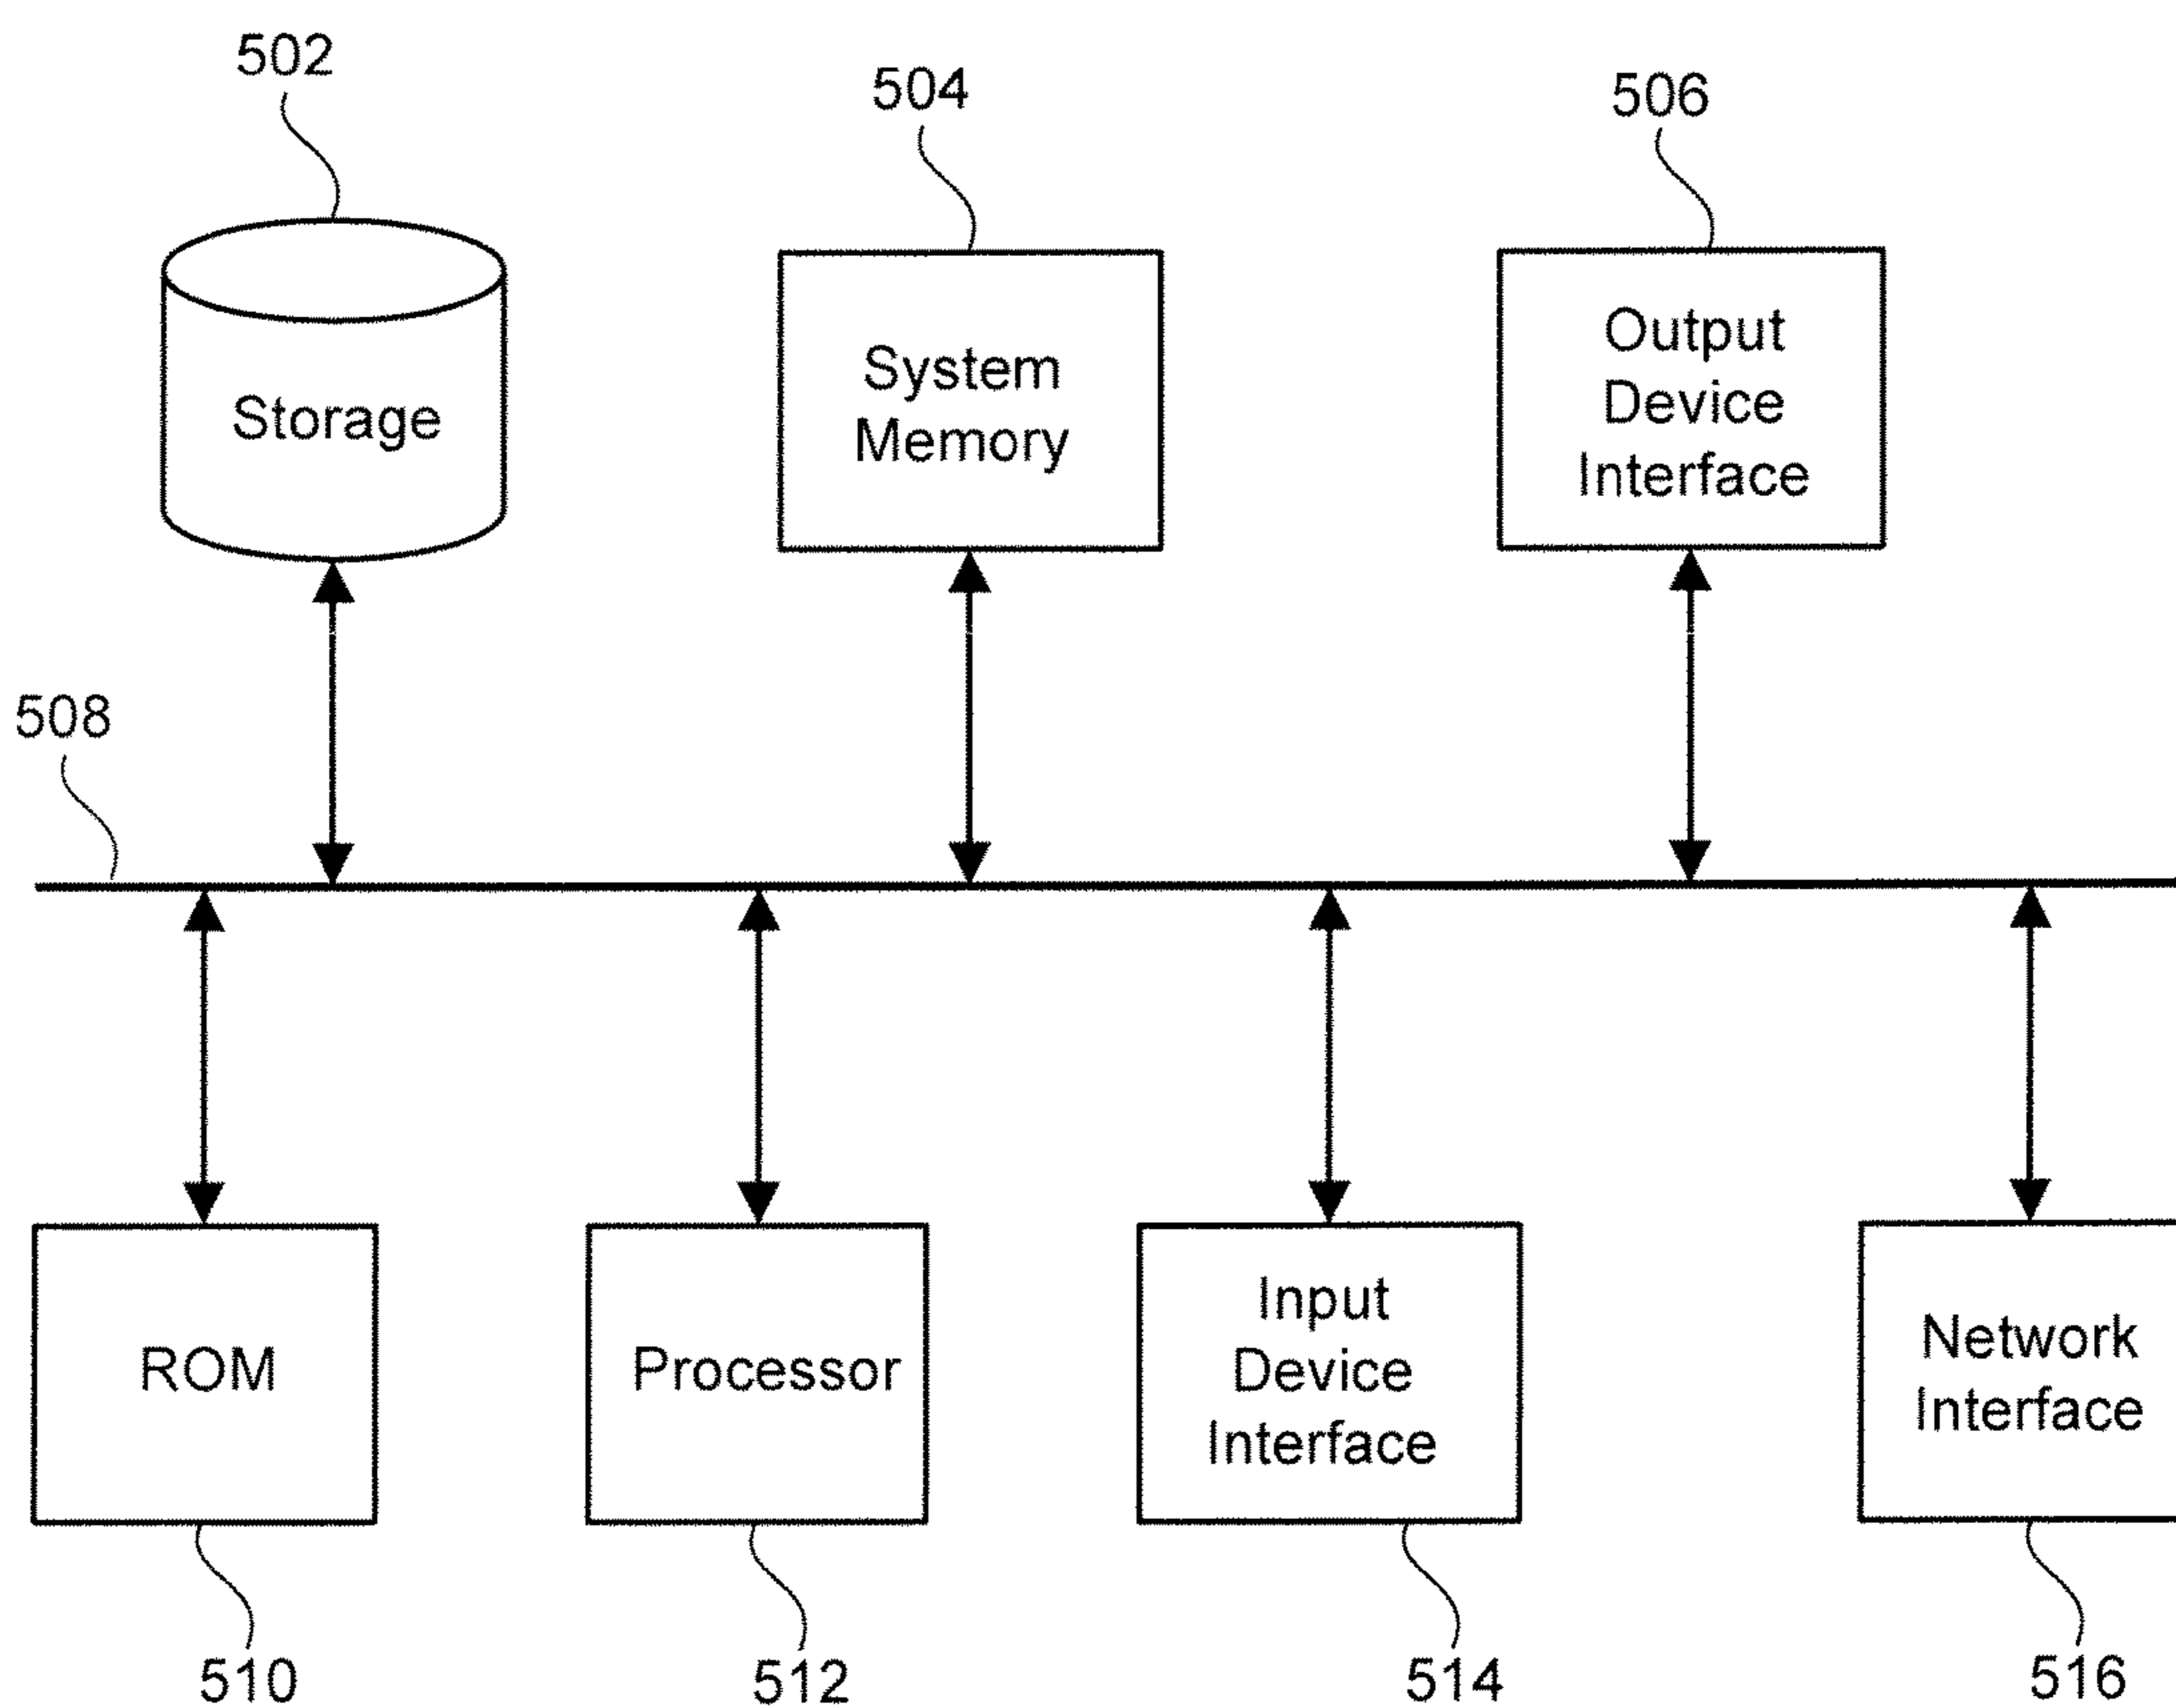 502
504
506
Storage
System
Memory
Output
Device
Interface
508
ROM
Processor
Input
Device
Interface
Network
Interface
510
512
514
516